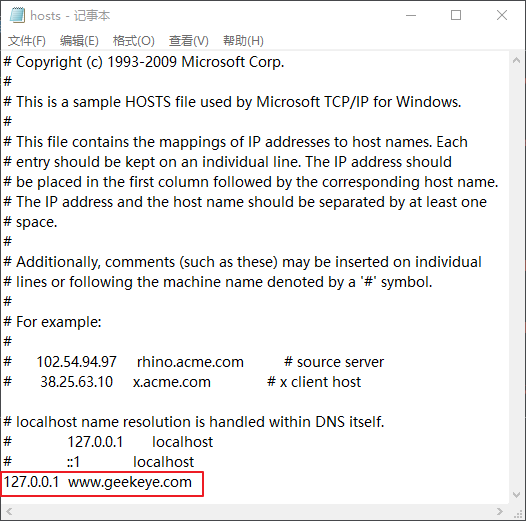 hosts - 记事本
文件(F) 编辑(E) 格式(O) 查看(V) 帮助(H)
# Copyright (c) 1993-2009 Microsoft Corp.
#
# This is a sample HOSTS file used by Microsoft TCP/IP for Windows.
#
# This file contains the mappings of IP addresses to host names. Each
# entry should be kept on an individual line. The IP address should
# be placed in the first column followed by the corresponding host name.
# The IP address and the host name should be separated by at least one
# space.
#
# Additionally, comments (such as these) may be inserted on individual
# lines or following the machine name denoted by a '#' symbol.
#
# For example:
#
# 102.54.94.97 rhino.acme.com # source server
# 38.25.63.10 x.acme.com # x client host
# localhost name resolution is handled within DNS itself.
# 127.0.0.1 localhost
# ::1 localhost
127.0.0.1 www.geekeye.com